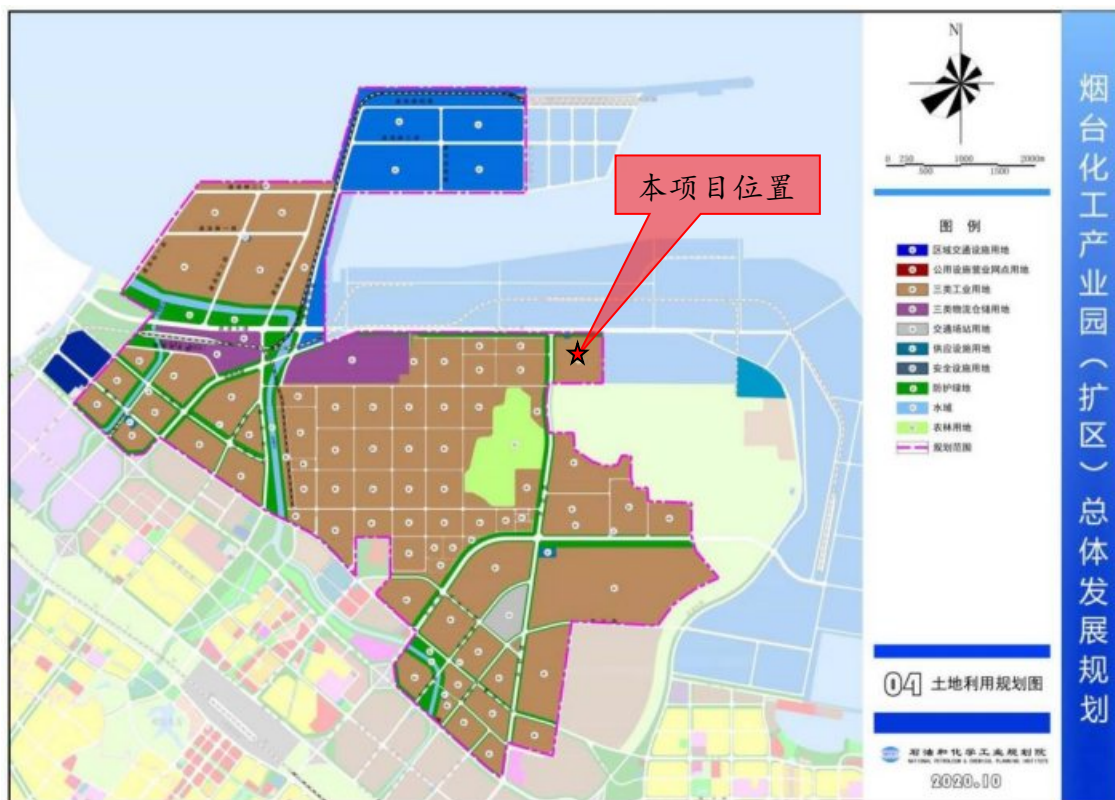 N
0 250 1000 2000m
500 1500
本项目位置
图 例
区域交通设施用地
公用设施营业网点用地
三类工业用地
三类物流仓储用地
交通场站用地
供应设施用地
安全设施用地
防护绿地
水域
农林用地
规划范围
04 土地利用规划图
石油和化学工业规划院
NATIONAL PETROLEUM & CHEMICAL PLANNING INSTITUTE
2020.10
烟台化工产业园（扩区）总体发展规划